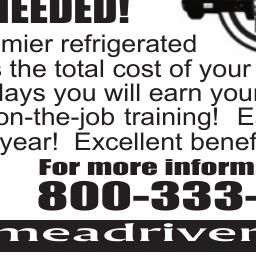 NEEDED!
mier refrigerated
the total cost of your
days you will earn your
on-the-job training! E
year! Excellent benef
For more inform
800-333-
meadriver